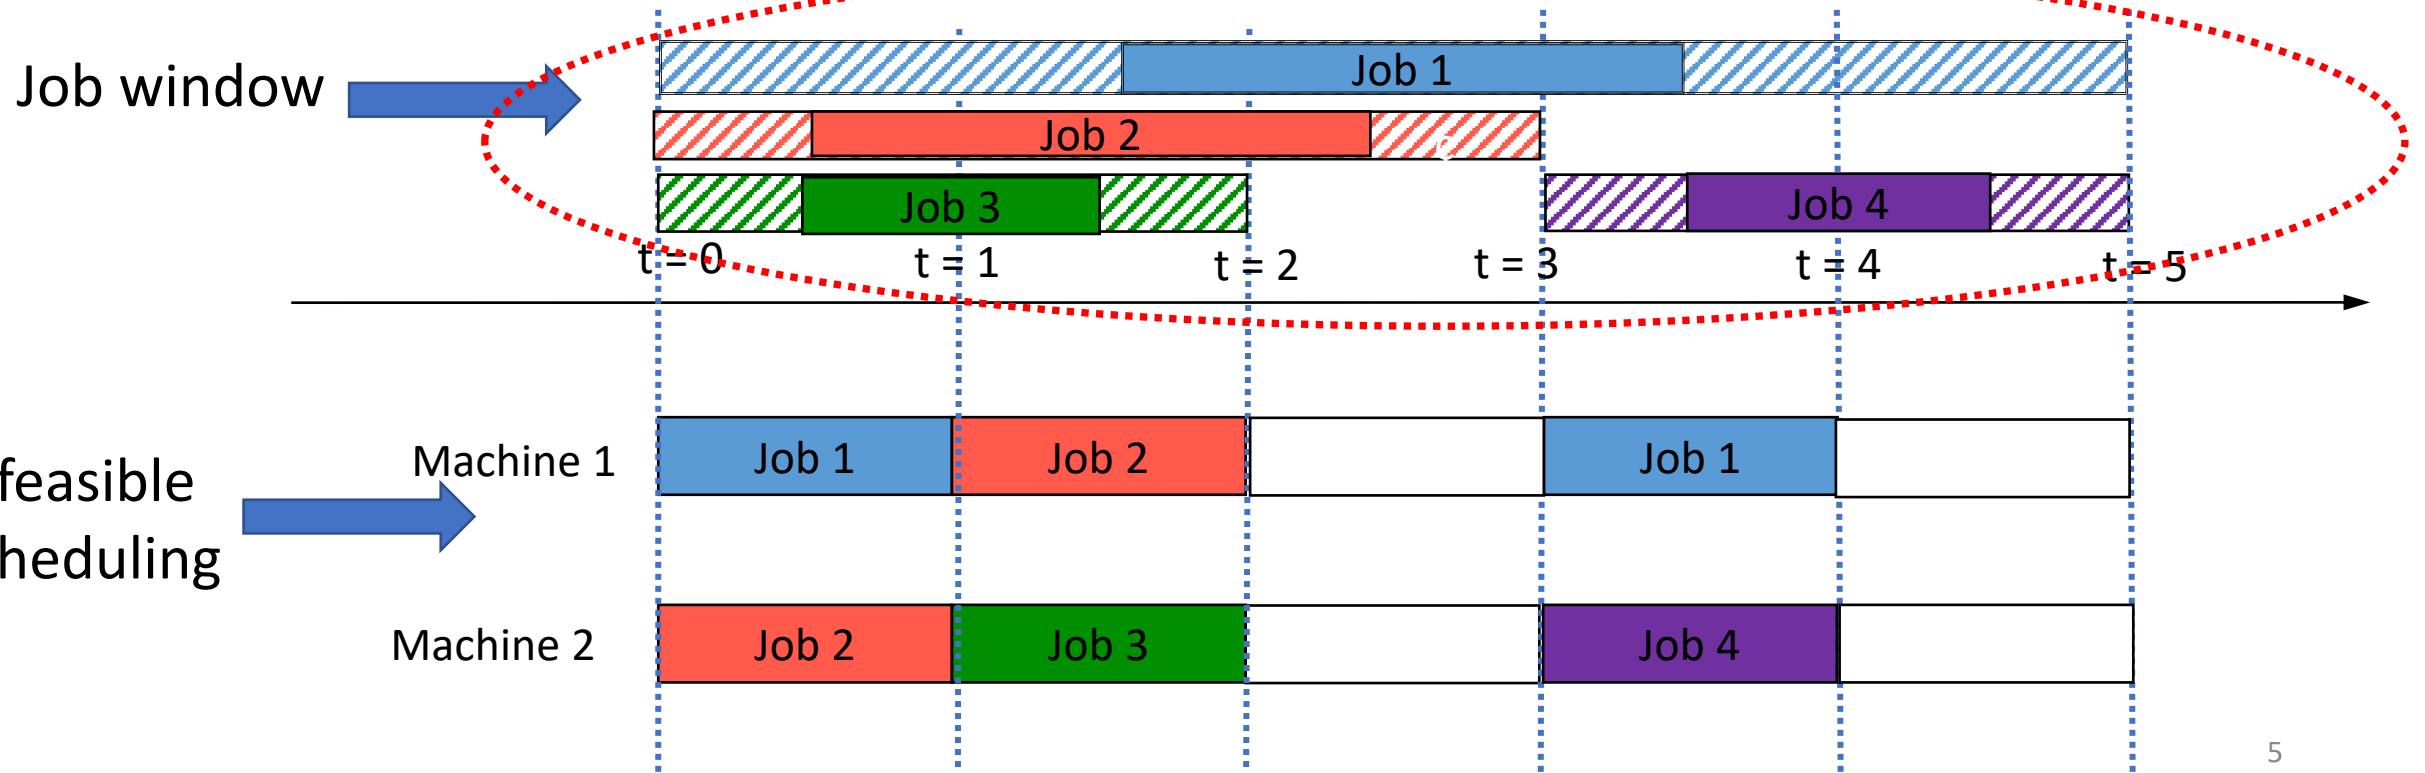 Job window
Job 1
Job 2
Job 3
Job 4
t = 0
t = 1
t = 2
t = 3
t = 4
t = 5
feasible
heduling
Machine 1
Job 1
Job 2
Job 1
Machine 2
Job 2
Job 3
Job 4
5